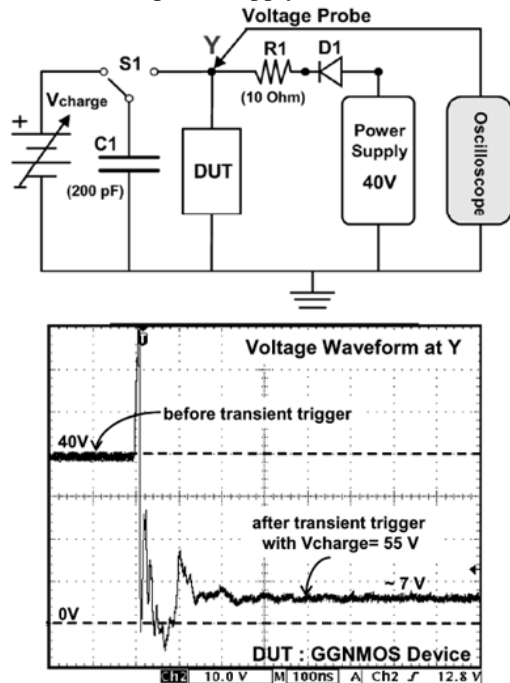 Voltage Probe
Y
S1
R1
D1
(10 Ohm)
+
Vcharge
C1
(200 pF)
DUT
Power
Supply
40V
Oscilloscope
Voltage Waveform at Y
before transient trigger
40V
after transient trigger
with Vcharge= 55 V
~ 7 V
0V
DUT : GGNMOS Device
Ch2 10.0 V M 100ns A Ch2 ƒ 12.8 V